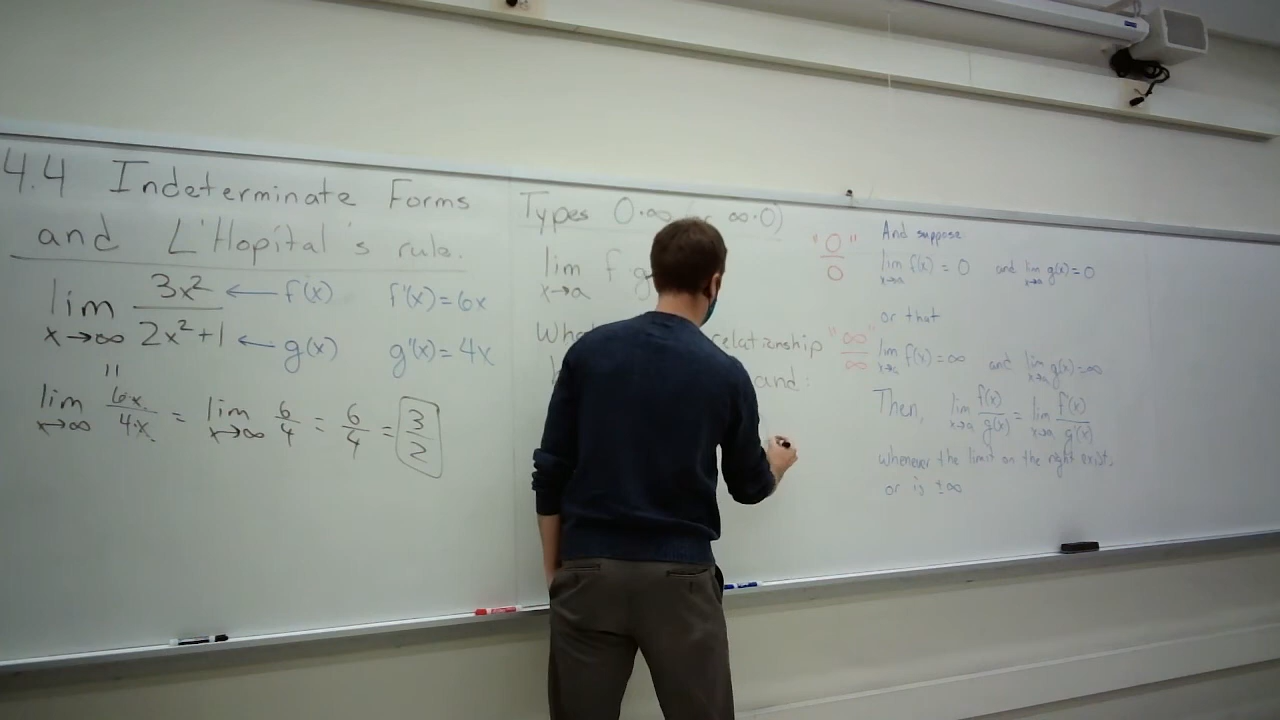 4.4 Indeterminate Forms
and L'Hopital's rule.
lim x→∞ 3x²/(2x²+1) ← f(x) f'(x)=6x
← g(x) g'(x)=4x
||
lim x→∞ 6x/4x = lim x→∞ 6/4 = 6/4 = 3/2
Types 0·∞ ∞·0)
lim x→a f g
relationship
and:
"0/0"
"∞/∞"
And suppose
lim x→a f(x) = 0 and lim x→a g(x) = 0
or that
lim x→a f(x) = ∞ and lim x→a g(x) = ∞
Then, lim x→a f(x)/g(x) = lim x→a f'(x)/g'(x)
whenever the limit on the right exists,
or is ±∞